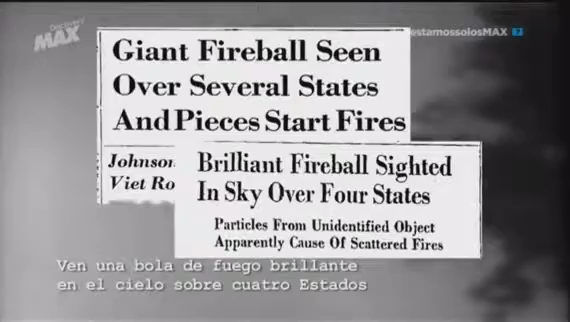 Discovery
MAX
estamossolosMAX
Giant Fireball Seen
Over Several States
And Pieces Start Fires
Johnson
Viet Ro
Brilliant Fireball Sighted
In Sky Over Four States
Particles From Unidentified Object
Apparently Cause Of Scattered Fires
Ven una bola de fuego brillante
en el cielo sobre cuatro Estados